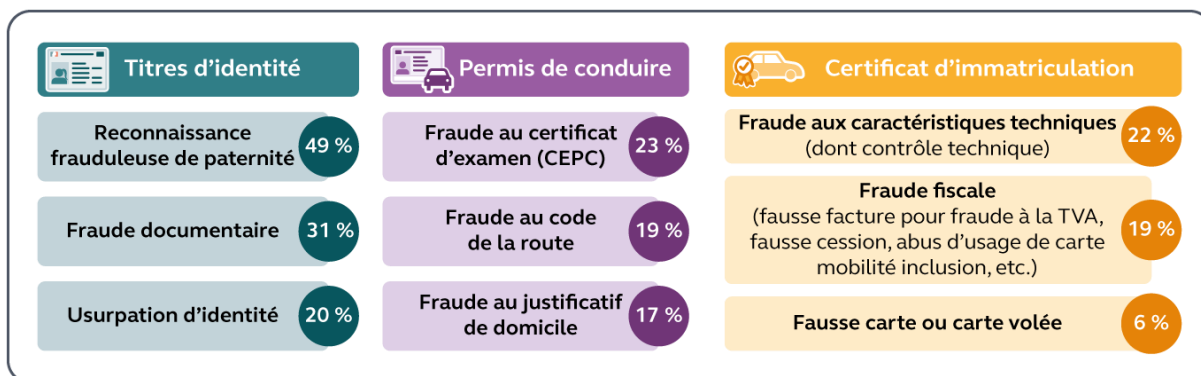 Titres d'identité
Reconnaissance
frauduleuse de paternité
49 %
Fraude documentaire
31 %
Usurpation d'identité
20 %
Permis de conduire
Fraude au certificat
d'examen (CEPC)
23 %
Fraude au code
de la route
19 %
Fraude au justificatif
de domicile
17 %
Certificat d'immatriculation
Fraude aux caractéristiques techniques
(dont contrôle technique)
22 %
Fraude fiscale
(fausse facture pour fraude à la TVA,
fausse cession, abus d'usage de carte
mobilité inclusion, etc.)
19 %
Fausse carte ou carte volée
6 %